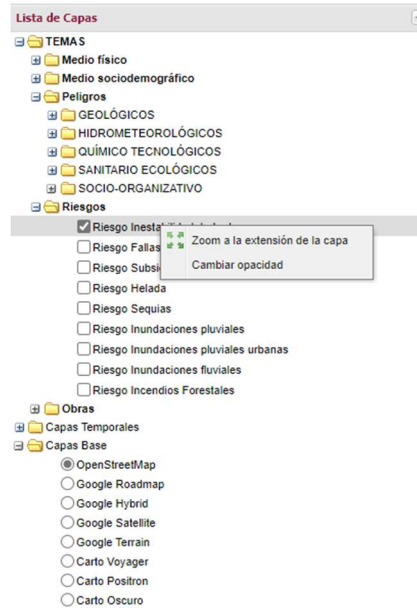 Lista de Capas
TEMAS
Medio físico
Medio sociodemográfico
Peligros
GEOLÓGICOS
HIDROMETEOROLÓGICOS
QUÍMICO TECNOLÓGICOS
SANITARIO ECOLÓGICOS
SOCIO-ORGANIZATIVO
Riesgos
Riesgo
Zoom a la extensión de la capa
Riesgo Fallas
Cambiar opacidad
Riesgo
Riesgo Helada
Riesgo Sequias
Riesgo Inundaciones pluviales
Riesgo Inundaciones pluviales urbanas
Riesgo Inundaciones fluviales
Riesgo Incendios Forestales
Obras
Capas Temporales
Capas Base
OpenStreetMap
Google Roadmap
Google Hybrid
Google Satellite
Google Terrain
Carto Voyager
Carto Positron
Carto Oscuro